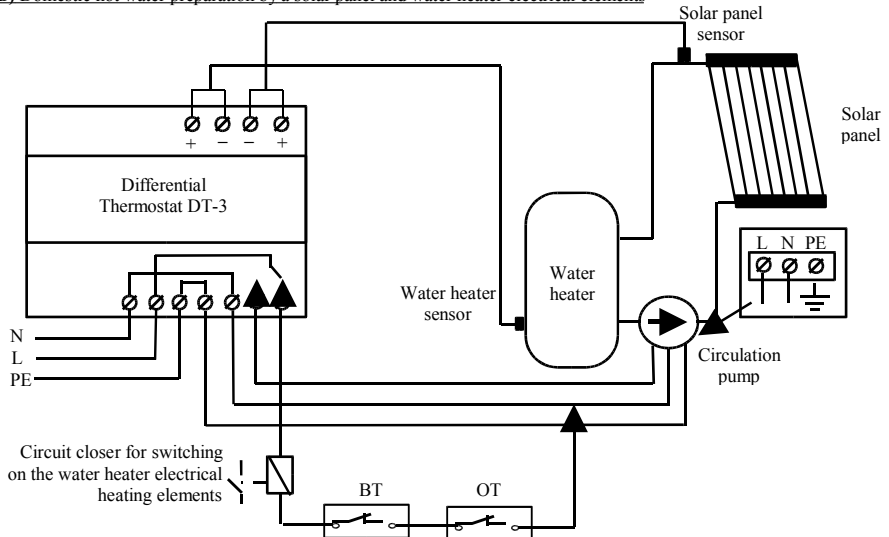 B) Domestic hot water preparation by a solar panel and water heater electrical elements
Solar panel
sensor
Solar
panel
+ − − +
Differential
Thermostat DT-3
L N PE
Water
heater
Water heater
sensor
N
L
PE
Circulation
pump
Circuit closer for switching
on the water heater electrical
heating elements
BT
OT